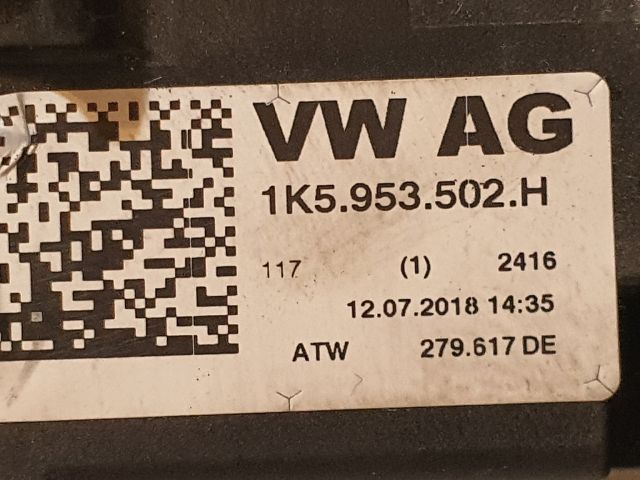 VW AG
1K5.953.502.H
117 (1) 2416
12.07.2018 14:35
ATW 279.617 DE